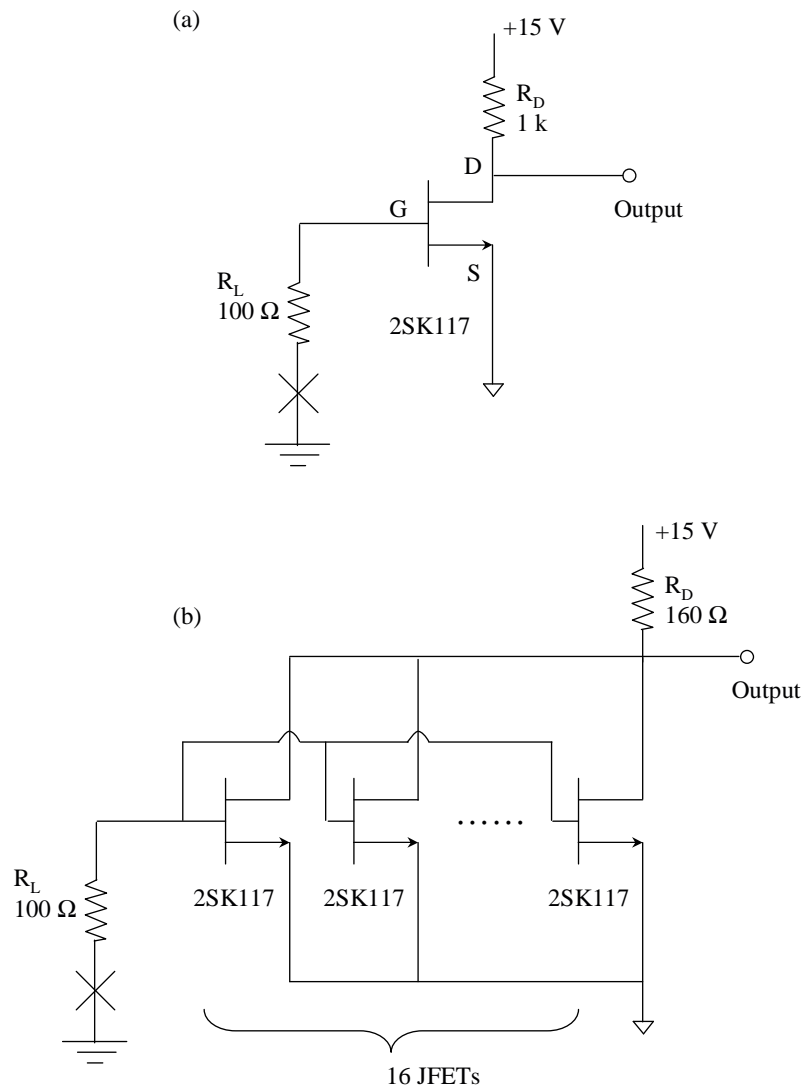 (a)
+15 V
R_D
1 k
D
G
Output
S
R_L
100 Ω
2SK117
+15 V
R_D
160 Ω
(b)
Output
R_L
100 Ω
2SK117 2SK117 ...... 2SK117
16 JFETs